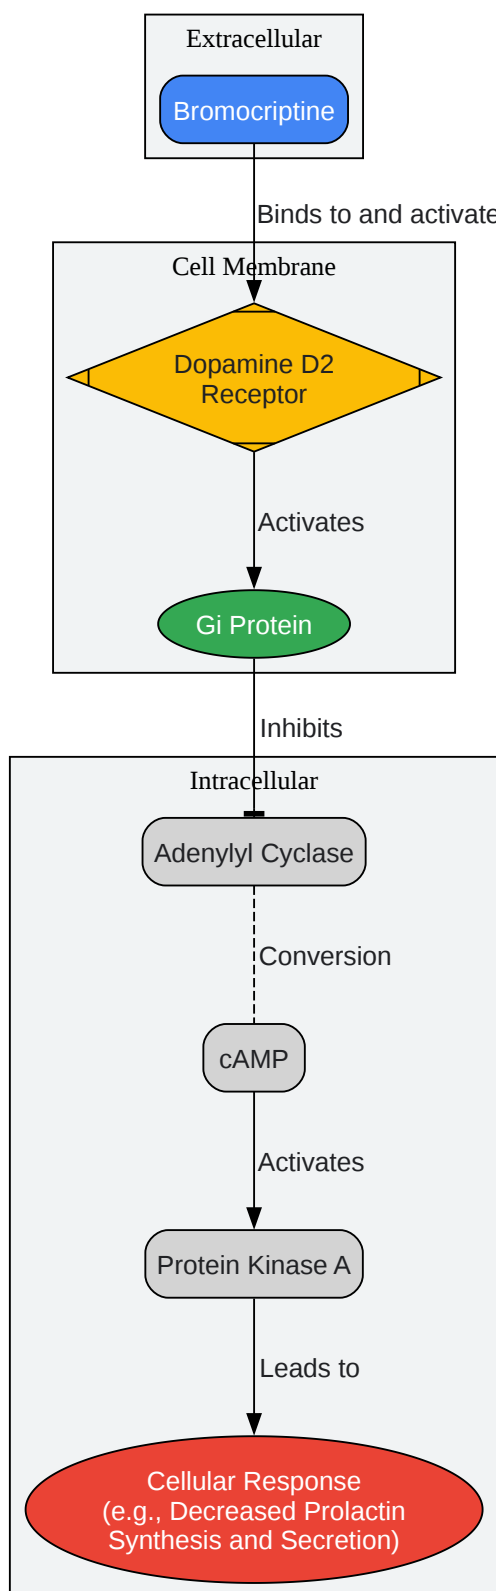 Extracellular
Bromocriptine
Binds to and activate
Cell Membrane
Dopamine D2
Receptor
Activates
Gi Protein
Inhibits
Intracellular
Adenylyl Cyclase
Conversion
cAMP
Activates
Protein Kinase A
Leads to
Cellular Response
(e.g., Decreased Prolactin
Synthesis and Secretion)